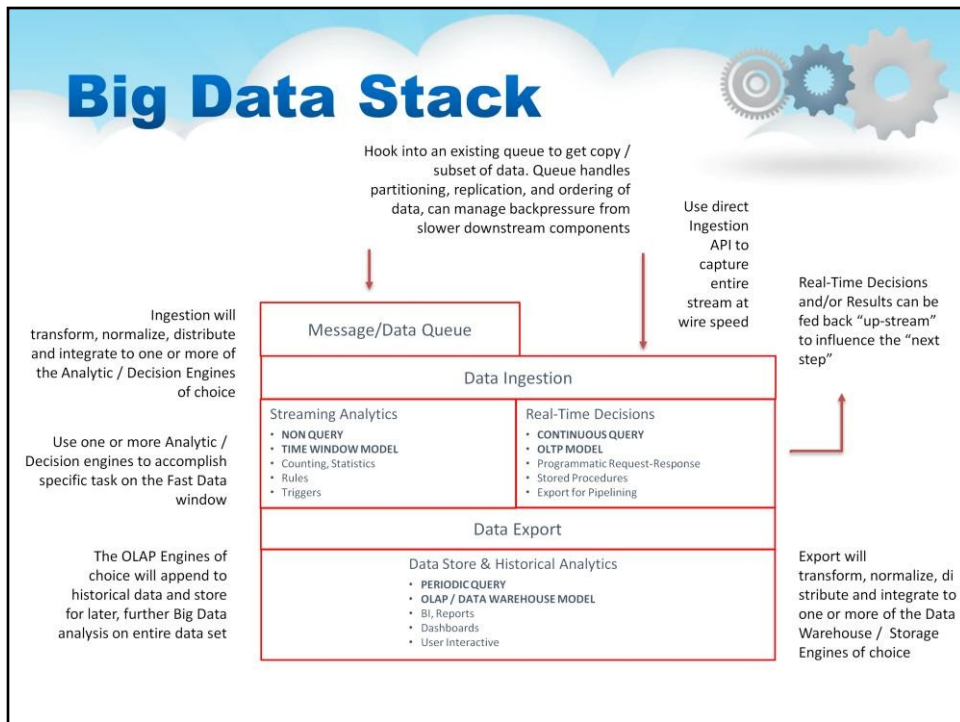 Big Data Stack
Hook into an existing queue to get copy /
subset of data. Queue handles
partitioning, replication, and ordering of
data, can manage backpressure from
slower downstream components
Use direct
Ingestion
API to
capture
entire
stream at
wire speed
Real-Time Decisions
and/or Results can be
fed back “up-stream”
to influence the “next
step”
Ingestion will
transform, normalize, distribute
and integrate to one or more of
the Analytic / Decision Engines
of choice
Message/Data Queue
Data Ingestion
Streaming Analytics
• NON QUERY
• TIME WINDOW MODEL
• Counting, Statistics
• Rules
• Triggers
Real-Time Decisions
• CONTINUOUS QUERY
• OLTP MODEL
• Programmatic Request-Response
• Stored Procedures
• Export for Pipelining
Use one or more Analytic /
Decision engines to accomplish
specific task on the Fast Data
window
Data Export
The OLAP Engines of
choice will append to
historical data and store
for later, further Big Data
analysis on entire data set
Data Store & Historical Analytics
• PERIODIC QUERY
• OLAP / DATA WAREHOUSE MODEL
• BI, Reports
• Dashboards
• User Interactive
Export will
transform, normalize, di
stribute and integrate to
one or more of the Data
Warehouse / Storage
Engines of choice